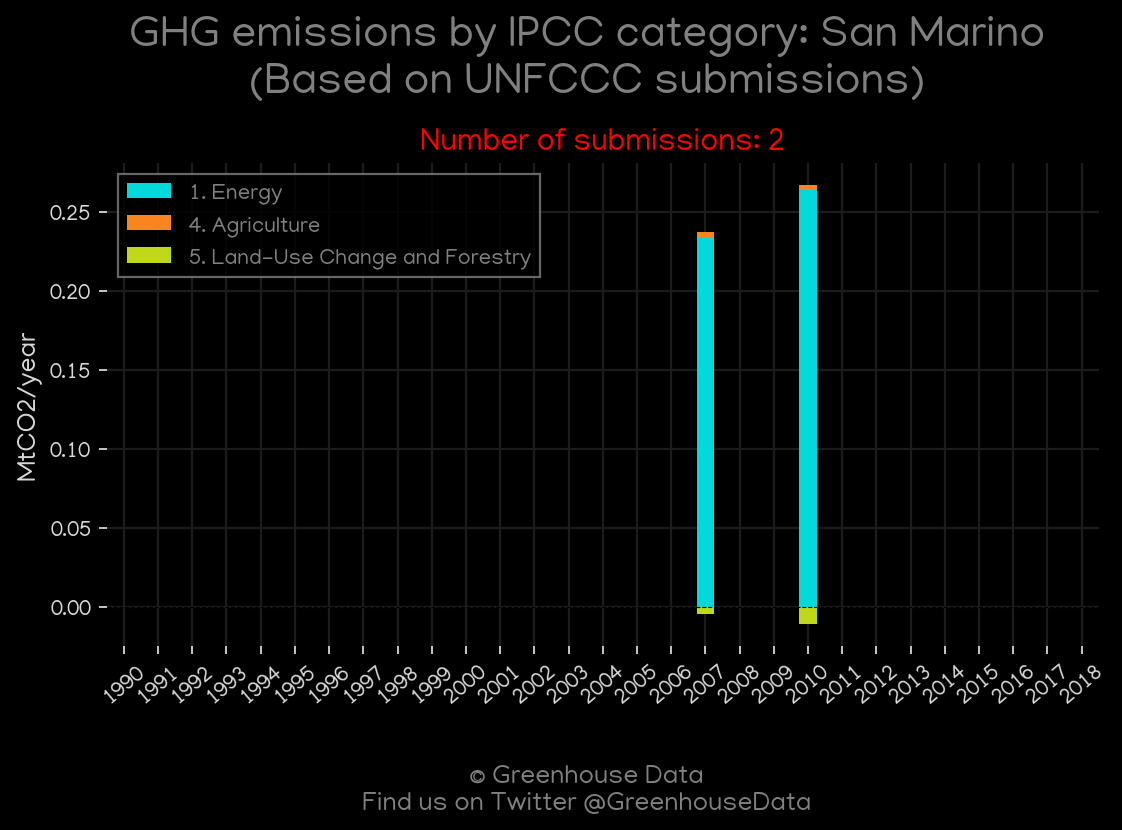 GHG emissions by IPCC category: San Marino
(Based on UNFCCC submissions)
Number of submissions: 2
1. Energy
4. Agriculture
5. Land-Use Change and Forestry
MtCO2/year
0.25
0.20
0.15
0.10
0.05
0.00
1990 1991 1992 1993 1994 1995 1996 1997 1998 1999 2000 2001 2002 2003 2004 2005 2006 2007 2008 2009 2010 2011 2012 2013 2014 2015 2016 2017 2018
© Greenhouse Data
Find us on Twitter @GreenhouseData